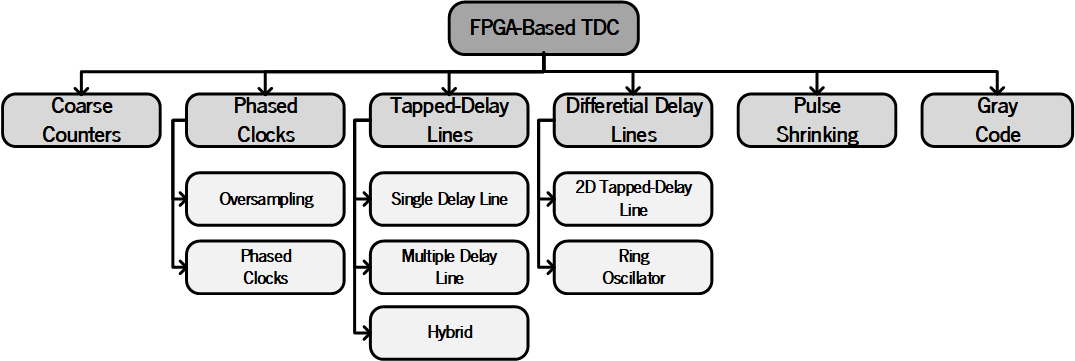 FPGA-Based TDC
Coarse
Counters
Phased
Clocks
Tapped-Delay
Lines
Differetial Delay
Lines
Pulse
Shrinking
Gray
Code
Oversampling
Single Delay Line
2D Tapped-Delay
Line
Phased
Clocks
Multiple Delay
Line
Ring
Oscillator
Hybrid